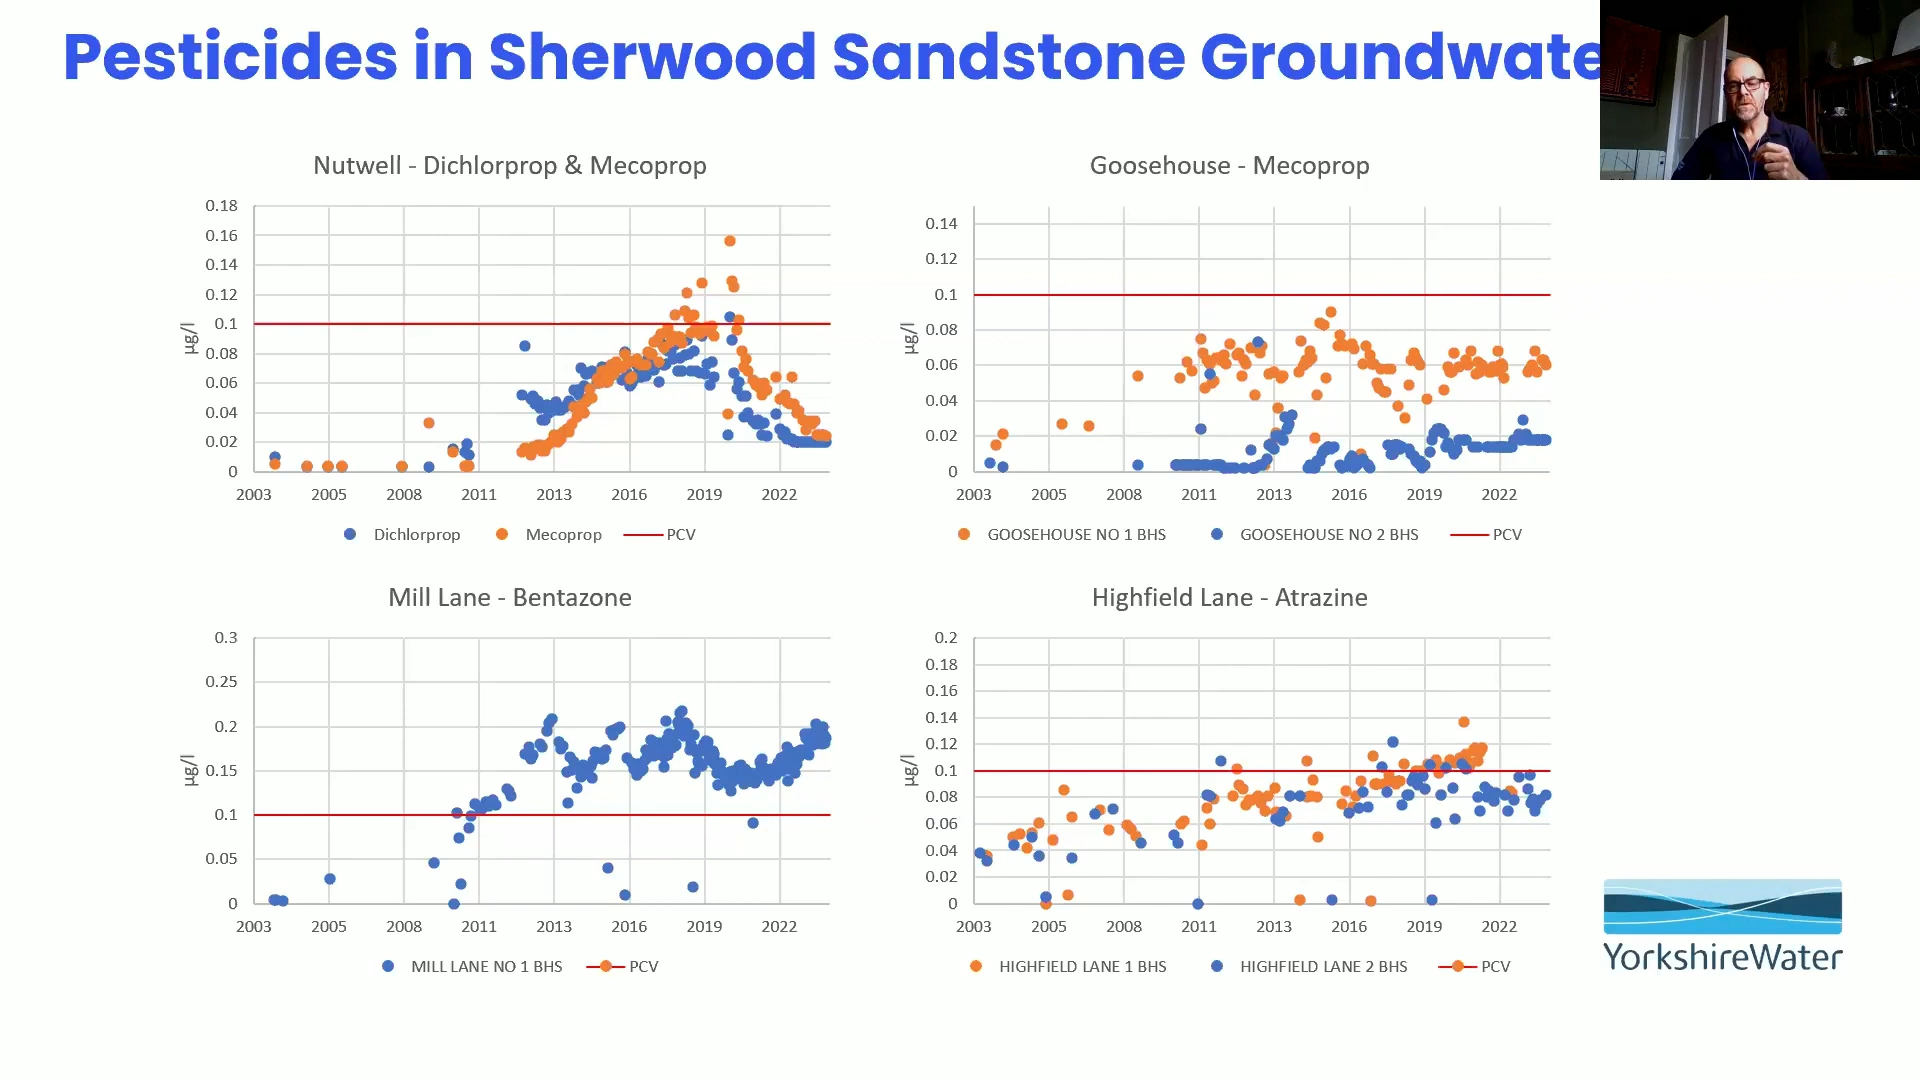 Pesticides in Sherwood Sandstone Groundwate
Nutwell - Dichlorprop & Mecoprop
0.18
0.16
0.14
0.12
0.1
0.08
0.06
0.04
0.02
0
µg/l
2003 2005 2008 2011 2013 2016 2019 2022
Dichlorprop Mecoprop PCV
Goosehouse - Mecoprop
0.14
0.12
0.1
0.08
0.06
0.04
0.02
0
µg/l
2003 2005 2008 2011 2013 2016 2019 2022
GOOSEHOUSE NO 1 BHS GOOSEHOUSE NO 2 BHS PCV
Mill Lane - Bentazone
0.3
0.25
0.2
0.15
0.1
0.05
0
µg/l
2003 2005 2008 2011 2013 2016 2019 2022
MILL LANE NO 1 BHS PCV
Highfield Lane - Atrazine
0.2
0.18
0.16
0.14
0.12
0.1
0.08
0.06
0.04
0.02
0
µg/l
2003 2005 2008 2011 2013 2016 2019 2022
HIGHFIELD LANE 1 BHS HIGHFIELD LANE 2 BHS PCV
YorkshireWater